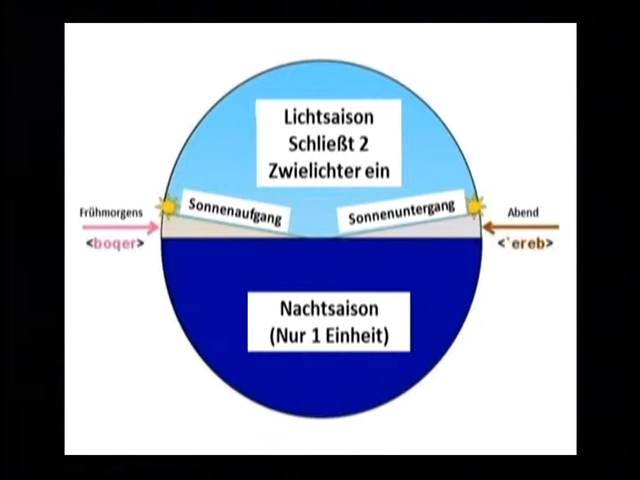 Lichtsaison
Schließt 2
Zwielichter ein
Sonnenaufgang
Sonnenuntergang
Frühmorgens
<boqer>
Abend
<`ereb>
Nachtsaison
(Nur 1 Einheit)